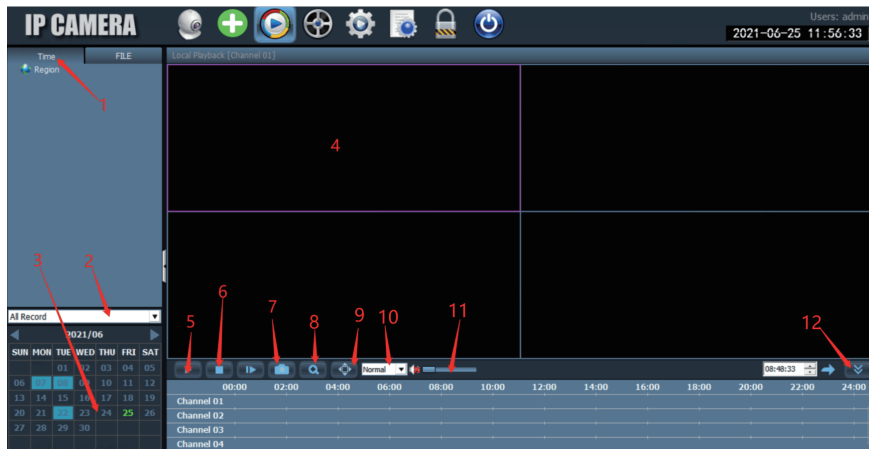 IP CAMERA
Users: admin
2021-06-25 11:56:33
Time FILE
Local Playback [Channel 01]
Region
1
4
3 2
All Record
2021/06
SUN MON TUE WED THU FRI SAT
01 02 03 04 05
06 07 08 09 10 11 12
13 14 15 16 17 18 19
20 21 22 23 24 25 26
27 28 29 30
5 6 7 8 9 10 11 12
Normal
08:48:33
00:00 02:00 04:00 06:00 08:00 10:00 12:00 14:00 16:00 18:00 20:00 22:00 24:00
Channel 01
Channel 02
Channel 03
Channel 04